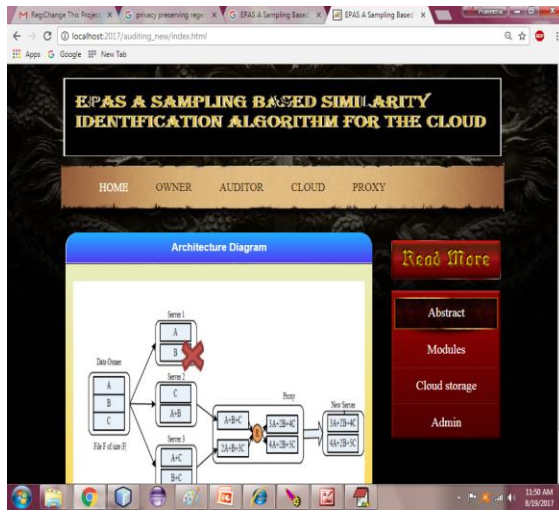 RegChange This Project
privacy preserving rege
EPAS A Sampling Based
EPAS A Sampling Based
localhost:2017/auditing_new/index.html
Apps Google New Tab
EPAS A SAMPLING BASED SIMILARITY
IDENTIFICATION ALGORITHM FOR THE CLOUD
HOME OWNER AUDITOR CLOUD PROXY
Architecture Diagram
Read More
Abstract
Modules
Cloud storage
Admin
Server 1
A
B
Data Owner
A
B
C
File F of size |F|
Server 2
C
A+B
Server 3
A+C
B+C
Proxy
A+B+C
2A+B+3C
3A+2B+4C
4A+2B+5C
New Server
3A+2B+4C
4A+2B+5C
11:50 AM
8/19/2017